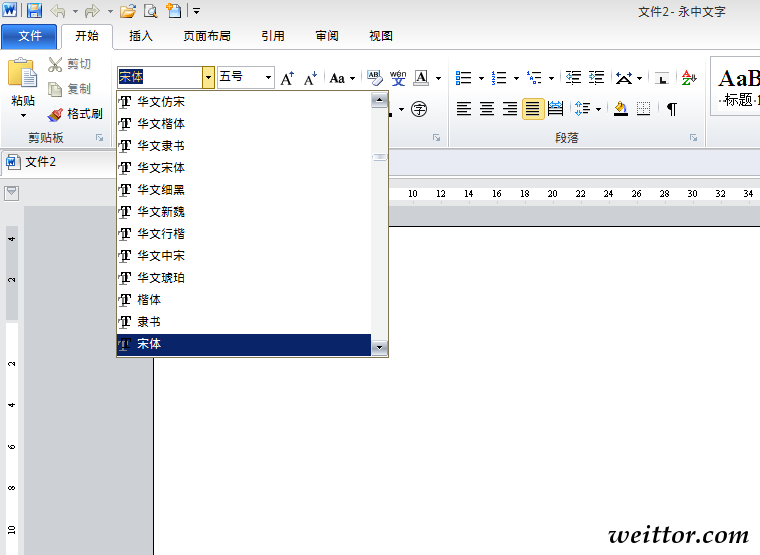 文件2 - 永中文字
文件 开始 插入 页面布局 引用 审阅 视图
粘贴
剪切
复制
格式刷
剪贴板
宋体 五号
Aa
wén 文
A
字
段落
AaB
标题 1
文件2
华文仿宋
华文楷体
华文隶书
华文宋体
华文细黑
华文新魏
华文行楷
华文中宋
华文琥珀
楷体
隶书
宋体
10 12 14 16 18 20 22 24 26 28 30 32 34
4
2
2
4
6
8
10
weittor.com